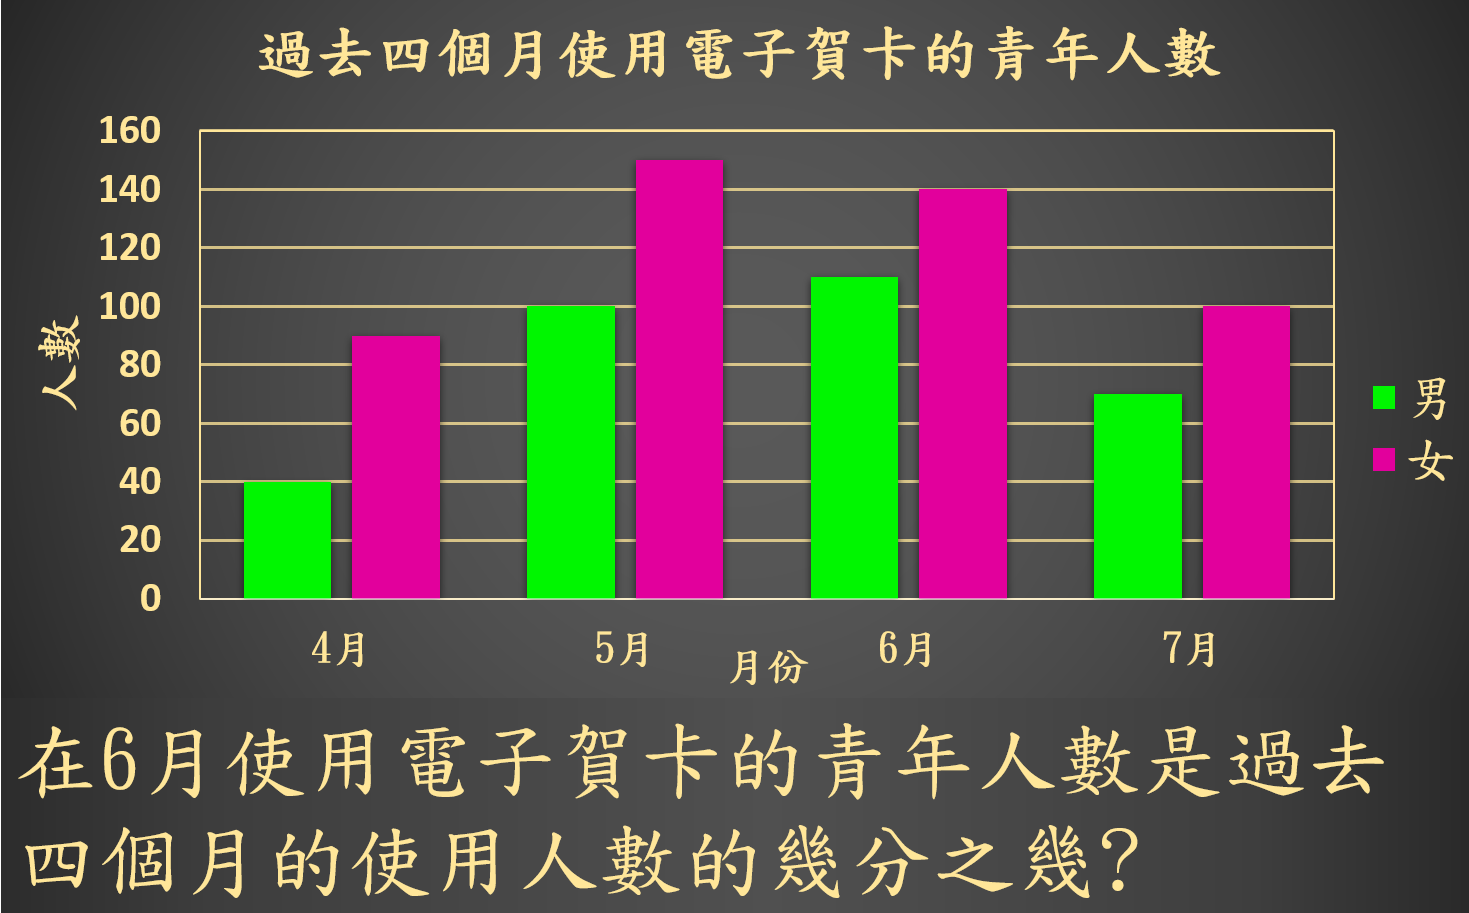 過去四個月使用電子賀卡的青年人數
160
140
120
100
80
60
40
20
0
人數
4月
5月
6月
7月
月份
男
女
在6月使用電子賀卡的青年人數是過去
四個月的使用人數的幾分之幾?